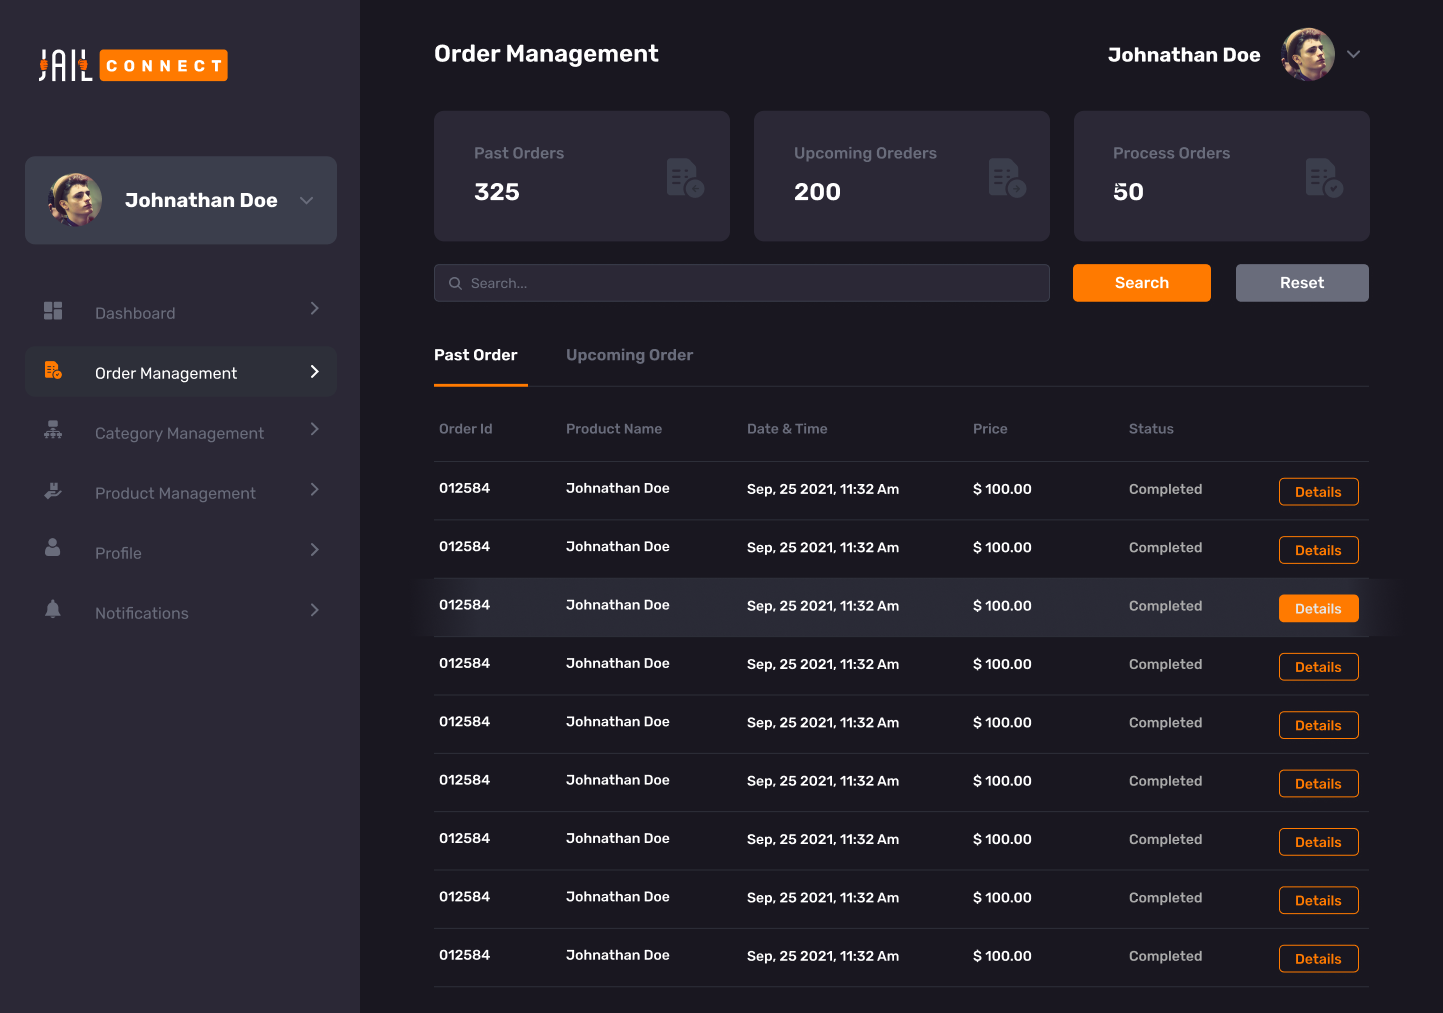 JAIL CONNECT
Johnathan Doe
Dashboard
Order Management
Category Management
Product Management
Profile
Notifications
Order Management
Johnathan Doe
Past Orders
325
Upcoming Oreders
200
Process Orders
50
Search...
Search
Reset
Past Order Upcoming Order
Order Id Product Name Date & Time Price Status
012584 Johnathan Doe Sep, 25 2021, 11:32 Am $ 100.00 Completed Details
012584 Johnathan Doe Sep, 25 2021, 11:32 Am $ 100.00 Completed Details
012584 Johnathan Doe Sep, 25 2021, 11:32 Am $ 100.00 Completed Details
012584 Johnathan Doe Sep, 25 2021, 11:32 Am $ 100.00 Completed Details
012584 Johnathan Doe Sep, 25 2021, 11:32 Am $ 100.00 Completed Details
012584 Johnathan Doe Sep, 25 2021, 11:32 Am $ 100.00 Completed Details
012584 Johnathan Doe Sep, 25 2021, 11:32 Am $ 100.00 Completed Details
012584 Johnathan Doe Sep, 25 2021, 11:32 Am $ 100.00 Completed Details
012584 Johnathan Doe Sep, 25 2021, 11:32 Am $ 100.00 Completed Details